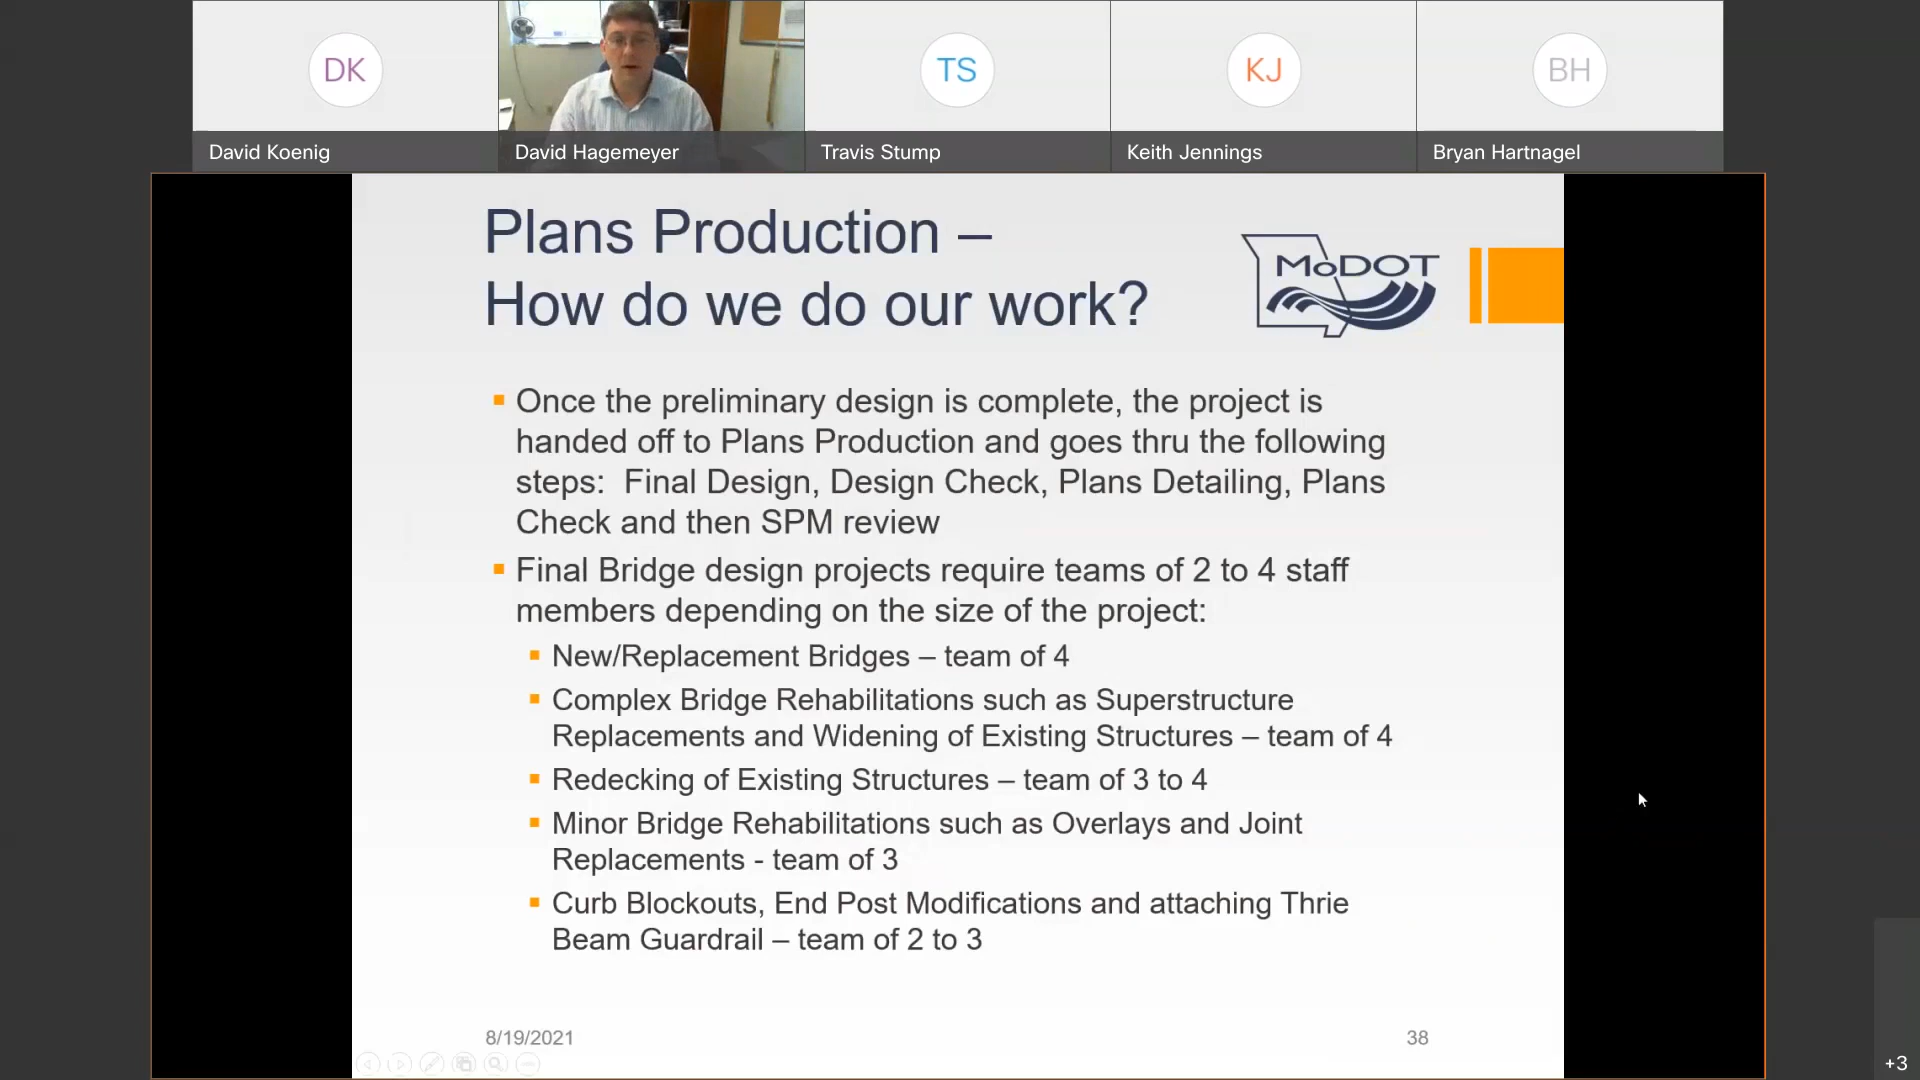 DK
TS
KJ
BH
David Koenig
David Hagemeyer
Travis Stump
Keith Jennings
Bryan Hartnagel
Plans Production –
How do we do our work?
MoDOT
▪ Once the preliminary design is complete, the project is
handed off to Plans Production and goes thru the following
steps:  Final Design, Design Check, Plans Detailing, Plans
Check and then SPM review
▪ Final Bridge design projects require teams of 2 to 4 staff
members depending on the size of the project:
▪ New/Replacement Bridges – team of 4
▪ Complex Bridge Rehabilitations such as Superstructure
Replacements and Widening of Existing Structures – team of 4
▪ Redecking of Existing Structures – team of 3 to 4
▪ Minor Bridge Rehabilitations such as Overlays and Joint
Replacements - team of 3
▪ Curb Blockouts, End Post Modifications and attaching Thrie
Beam Guardrail – team of 2 to 3
8/19/2021
38
+3